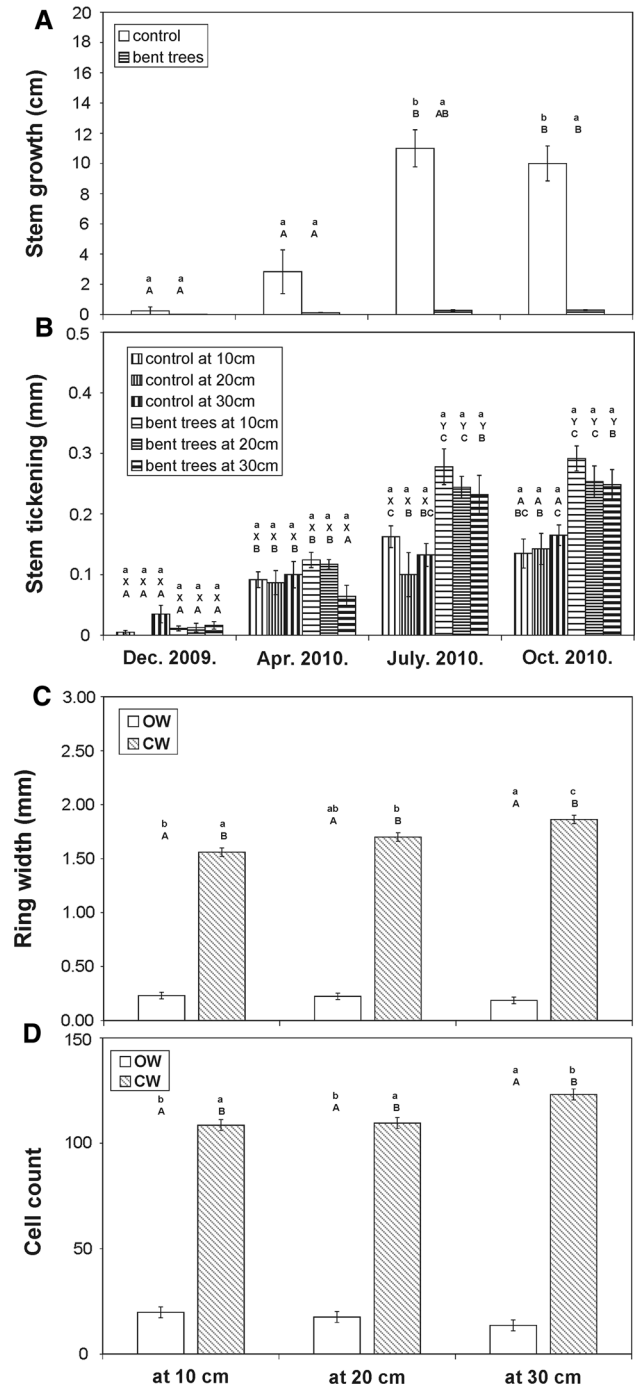 A
Stem growth (cm)
20
18
16
14
12
10
8
6
4
2
0
control
bent trees
a a
A A
a a
A A
b a
B AB
b a
B B
B
Stem tickening (mm)
0.5
0.4
0.3
0.2
0.1
0
control at 10cm
control at 20cm
control at 30cm
bent trees at 10cm
bent trees at 20cm
bent trees at 30cm
a a a a a a
X X X X X X
A A A A A A
a a a a a a
X X X X X X
B B B B B A
a a a a a a
X X X Y Y Y
C B BC C C B
a a a a a a
A A A Y Y Y
BC B C C C B
Dec. 2009. Apr. 2010. July. 2010. Oct. 2010.
C
Ring width (mm)
3.00
2.50
2.00
1.50
1.00
0.50
0.00
OW
CW
b a
A B
ab b
A B
a c
A B
D
Cell count
150
100
50
0
OW
CW
b a
A B
b a
A B
a b
A B
at 10 cm at 20 cm at 30 cm